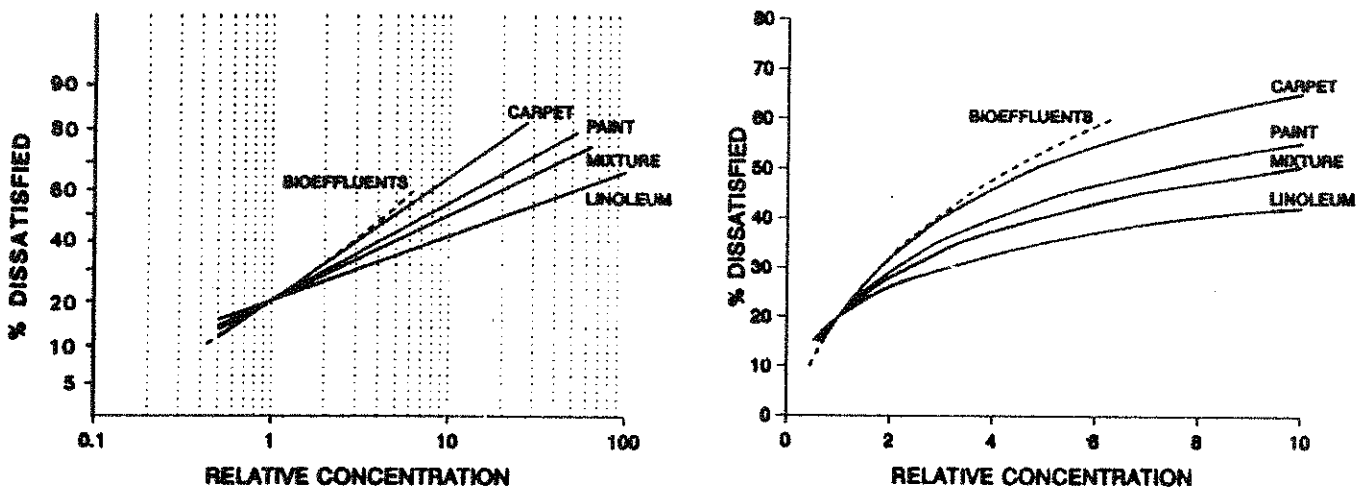 90
80
60
40
20
10
5
% DISSATISFIED
CARPET
PAINT
MIXTURE
BIOEFFLUENTS
LINOLEUM
0.1 1 10 100
RELATIVE CONCENTRATION
80
70
60
50
40
30
20
10
0
% DISSATISFIED
CARPET
BIOEFFLUENTS
PAINT
MIXTURE
LINOLEUM
0 2 4 6 8 10
RELATIVE CONCENTRATION